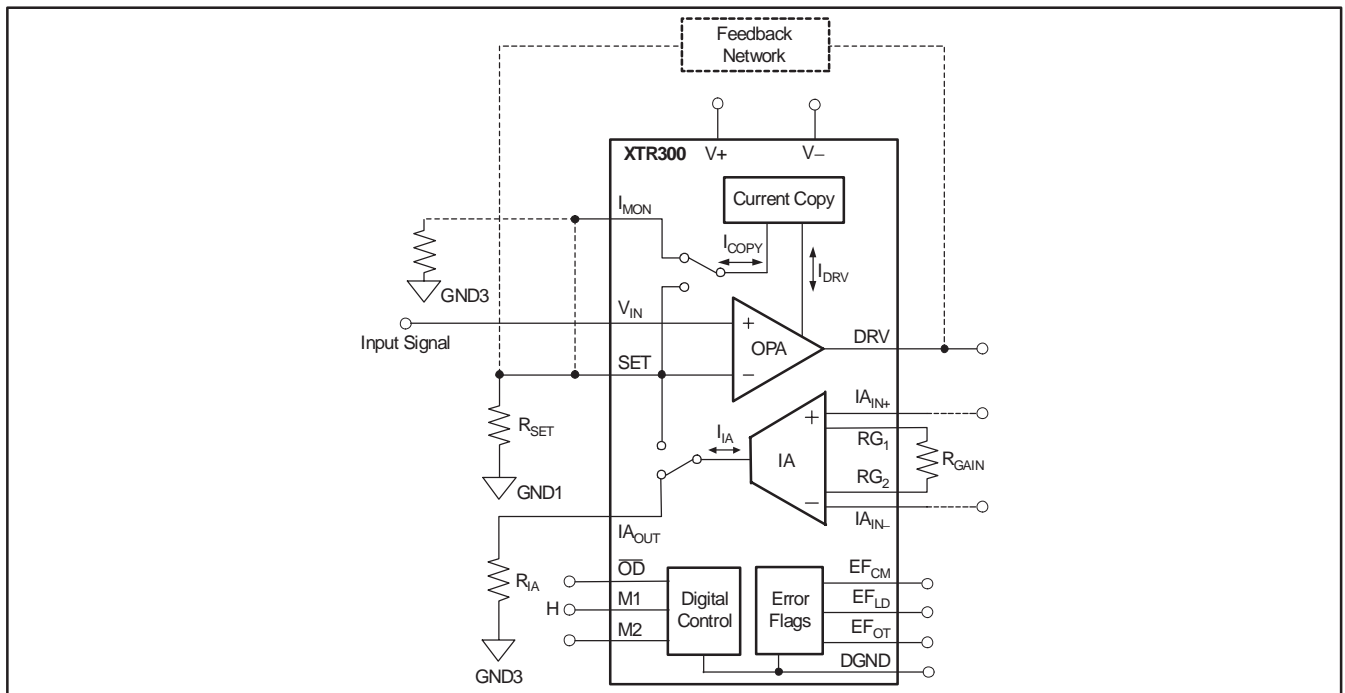 Feedback
Network
XTR300
V+
V−
Current Copy
I_MON
I_COPY
I_DRV
GND3
V_IN
Input Signal
+
OPA
−
DRV
SET
IA_IN+
+
RG_1
I_IA
IA
R_GAIN
R_SET
RG_2
−
GND1
IA_IN−
IA_OUT
R_IA
OD
EF_CM
H
M1
Digital
Control
Error
Flags
EF_LD
M2
EF_OT
DGND
GND3